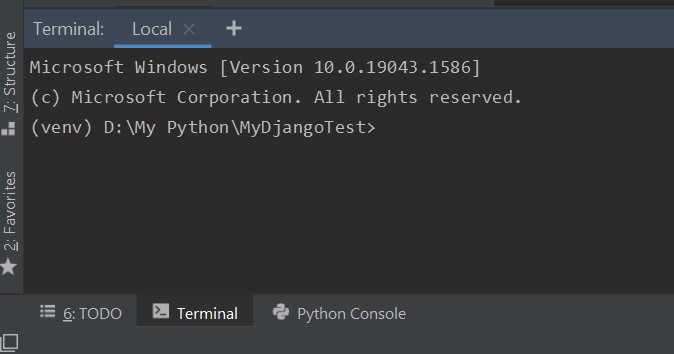 Terminal: Local
Microsoft Windows [Version 10.0.19043.1586]
(c) Microsoft Corporation. All rights reserved.
(venv) D:\My Python\MyDjangoTest>
7: Structure
2: Favorites
6: TODO Terminal Python Console